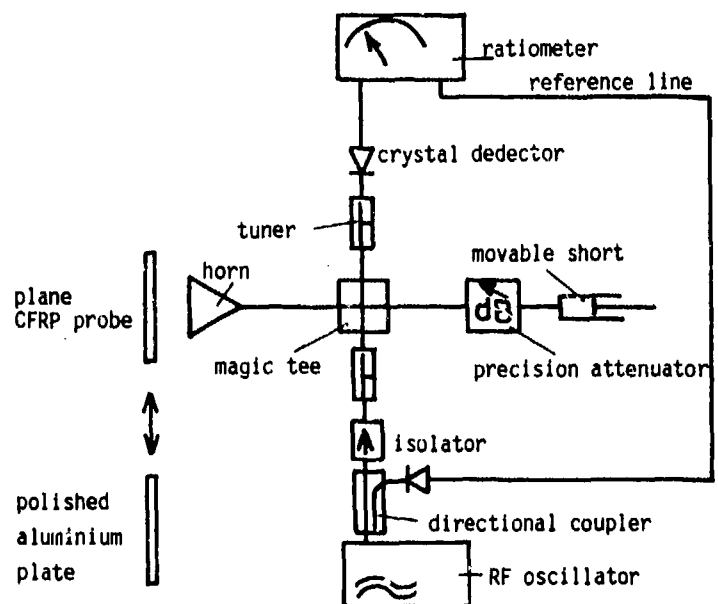 ratiometer
reference line
crystal dedector
tuner
movable short
horn
plane
CFRP probe
dB
magic tee
precision attenuator
isolator
polished
aluminium
plate
directional coupler
RF oscillator